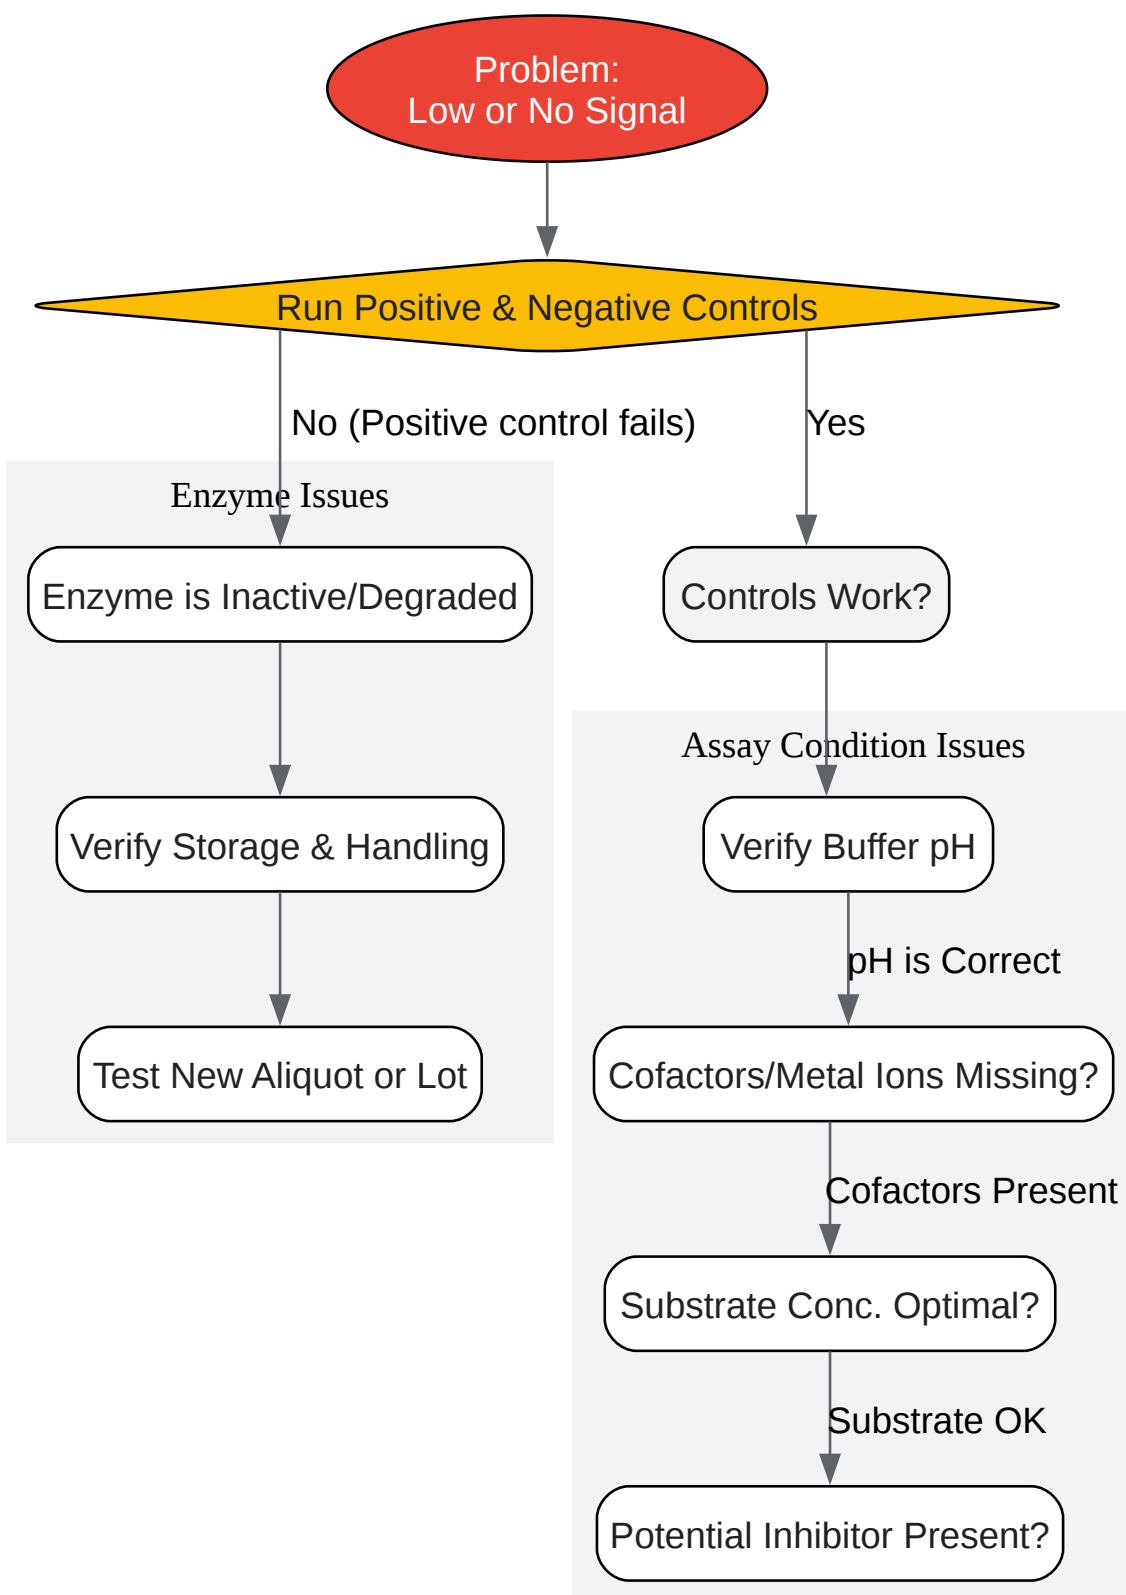 Problem:
Low or No Signal
Run Positive & Negative Controls
No (Positive control fails)
Yes
Enzyme Issues
Enzyme is Inactive/Degraded
Controls Work?
Assay Condition Issues
Verify Storage & Handling
Verify Buffer pH
pH is Correct
Test New Aliquot or Lot
Cofactors/Metal Ions Missing?
Cofactors Present
Substrate Conc. Optimal?
Substrate OK
Potential Inhibitor Present?